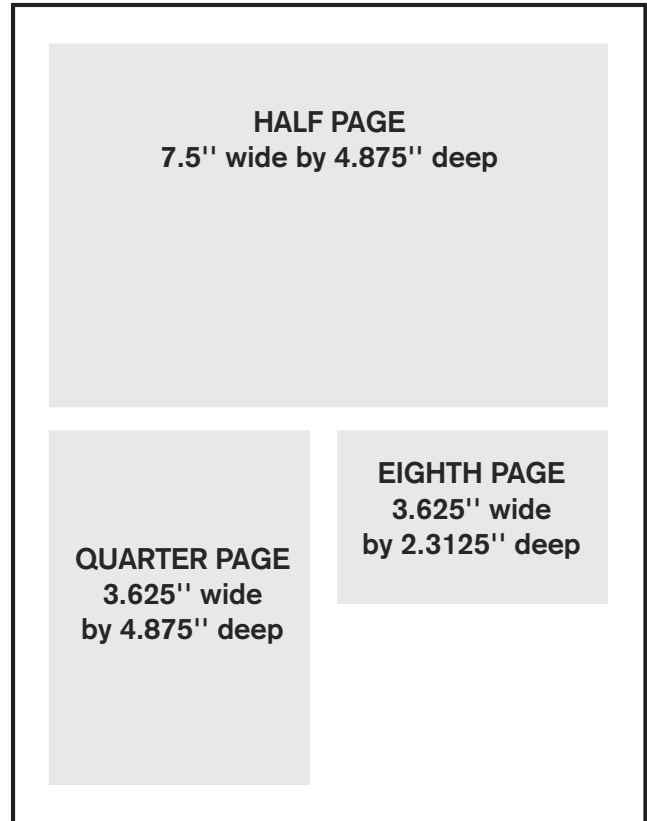 HALF PAGE
7.5'' wide by 4.875'' deep
EIGHTH PAGE
3.625'' wide
by 2.3125'' deep
QUARTER PAGE
3.625'' wide
by 4.875'' deep